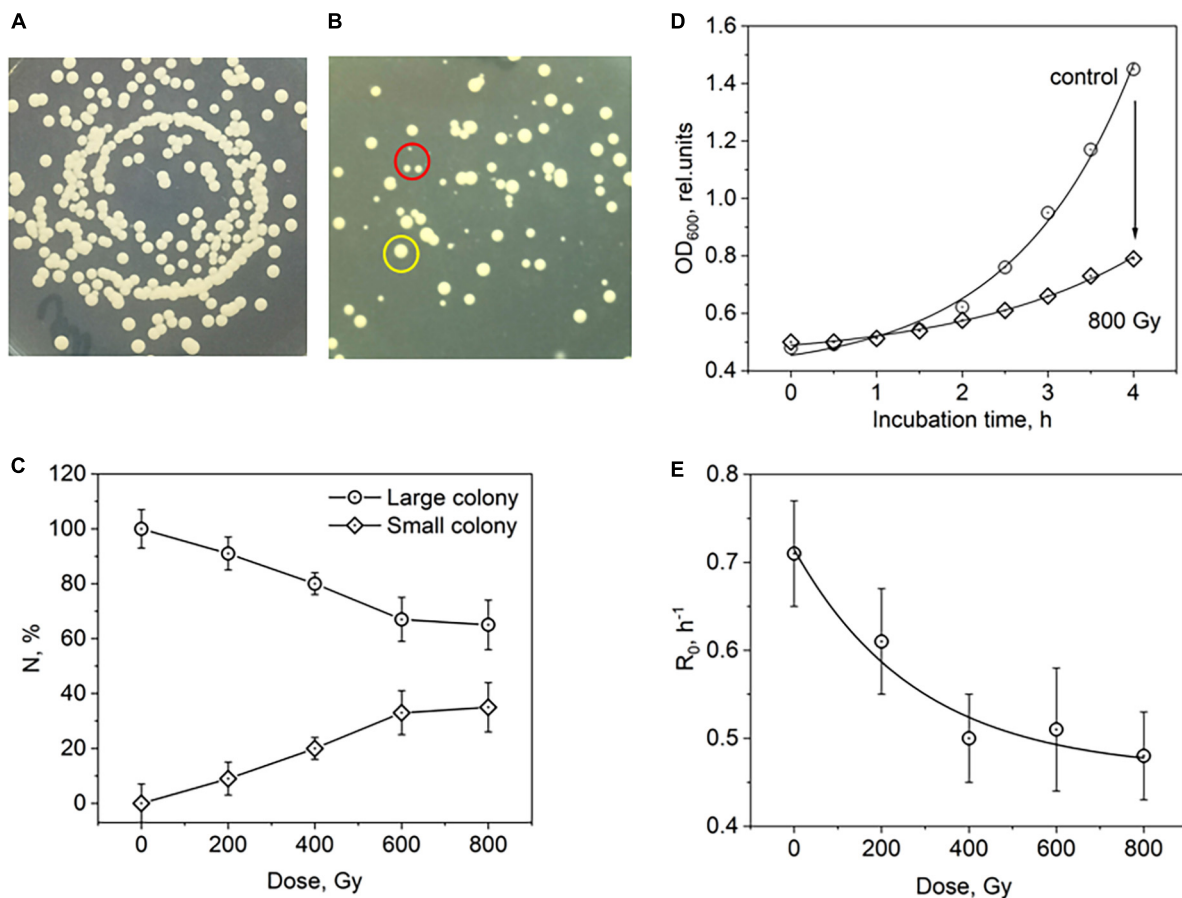 A
B
D
1.6
1.4
1.2
1.0
0.8
0.6
0.4
OD600, rel.units
control
800 Gy
0
1
2
3
4
Incubation time, h
C
120
100
80
60
40
20
0
N, %
Large colony
Small colony
0
200
400
600
800
Dose, Gy
E
0.8
0.7
0.6
0.5
0.4
R0, h-1
0
200
400
600
800
Dose, Gy